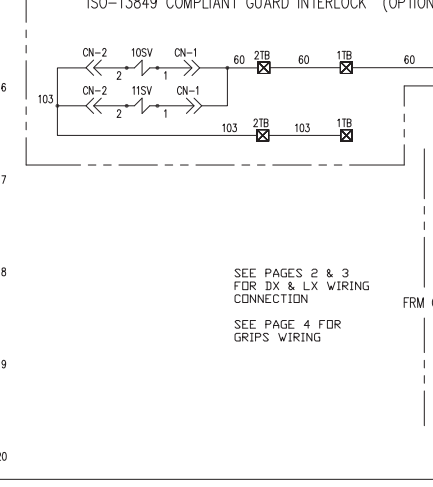 ISO-13849 COMPLIANT GUARD INTERLOCK (OPTION
CN-2 10SV CN-1 60 2TB 60 1TB 60
2 1
6
CN-2 11SV CN-1
103
2 1
103 2TB 103 1TB
7
8
SEE PAGES 2 & 3
FOR DX & LX WIRING
CONNECTION
FRM
SEE PAGE 4 FOR
GRIPS WIRING
9
20